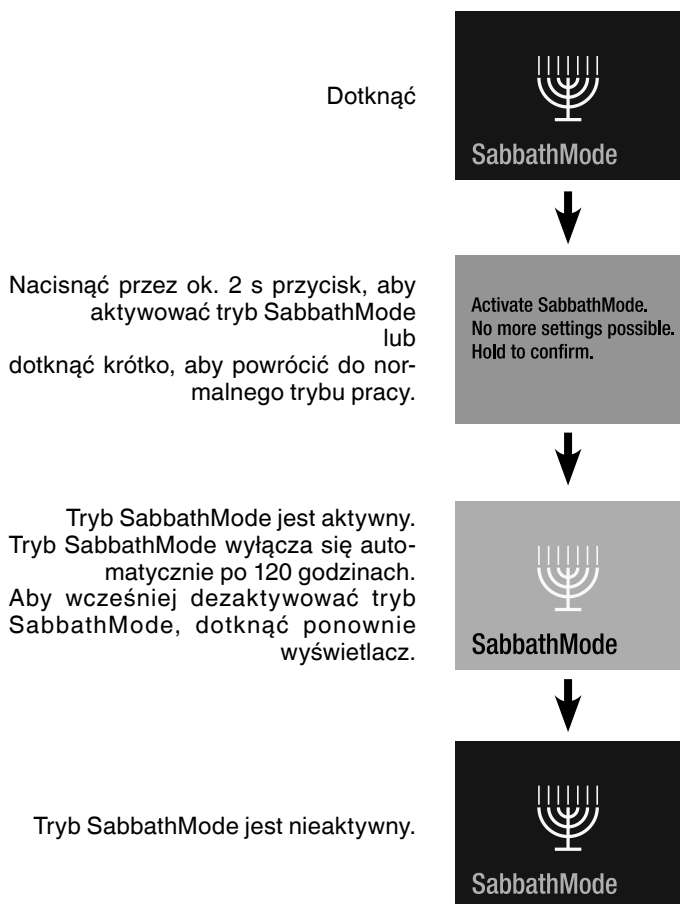 Dotknąć
SabbathMode
Nacisnąć przez ok. 2 s przycisk, aby
aktywować tryb SabbathMode
lub
dotknąć krótko, aby powrócić do nor-
malnego trybu pracy.
Activate SabbathMode.
No more settings possible.
Hold to confirm.
Tryb SabbathMode jest aktywny.
Tryb SabbathMode wyłącza się auto-
matycznie po 120 godzinach.
Aby wcześniej dezaktywować tryb
SabbathMode, dotknąć ponownie
wyświetlacz.
SabbathMode
Tryb SabbathMode jest nieaktywny.
SabbathMode